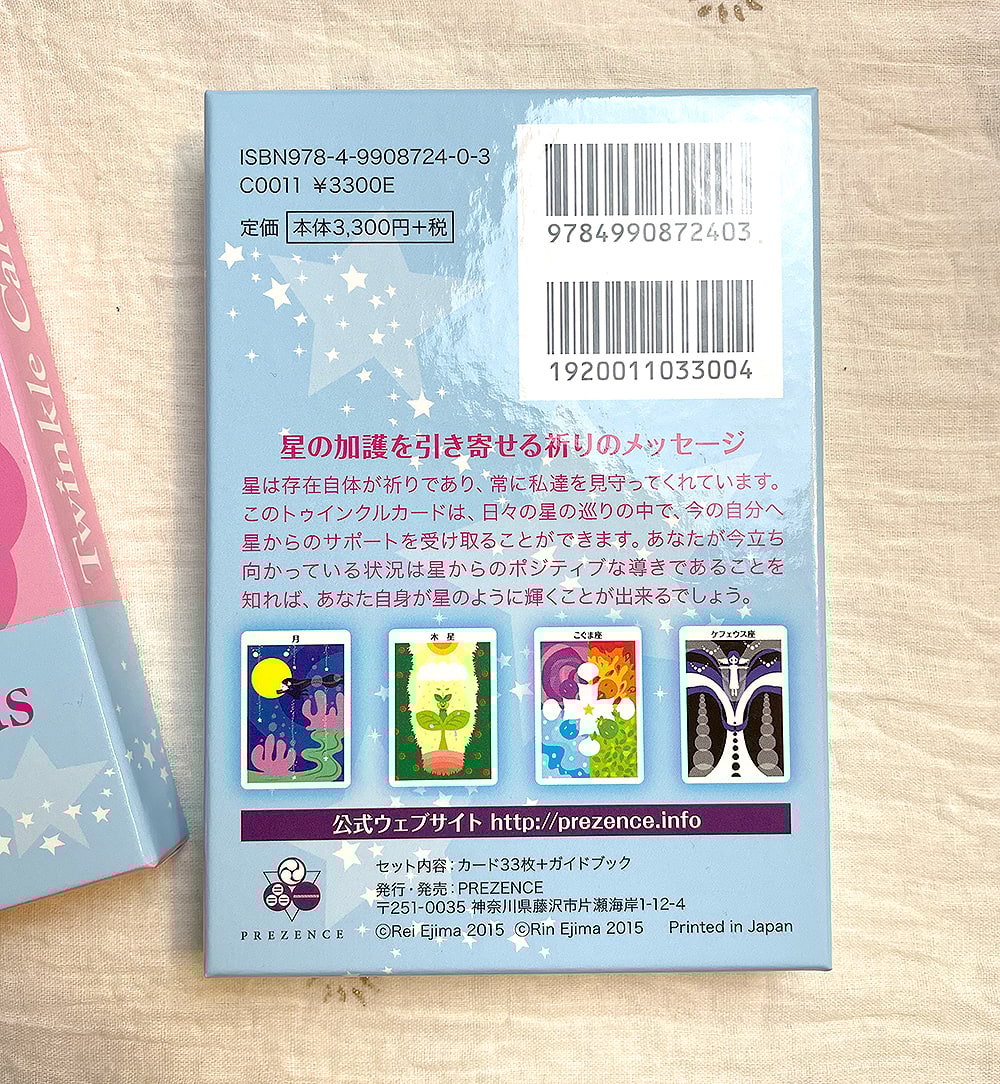 ISBN978-4-9908724-0-3
C0011 ¥3300E
定価 本体3,300円+税
9784990872403
1920011033004
星の加護を引き寄せる祈りのメッセージ
星は存在自体が祈りであり、常に私達を見守ってくれています。
このトゥインクルカードは、日々の星の巡りの中で、今の自分へ
星からのサポートを受け取ることができます。あなたが今立ち
向かっている状況は星からのポジティブな導きであることを
知れば、あなた自身が星のように輝くことが出来るでしょう。
月
木星
こぐま座
ケフェウス座
公式ウェブサイト http://prezence.info
セット内容:カード33枚+ガイドブック
発行・発売:PREZENCE
〒251-0035 神奈川県藤沢市片瀬海岸1-12-4
©Rei Ejima 2015 ©Rin Ejima 2015 Printed in Japan
PREZENCE
Twinkle